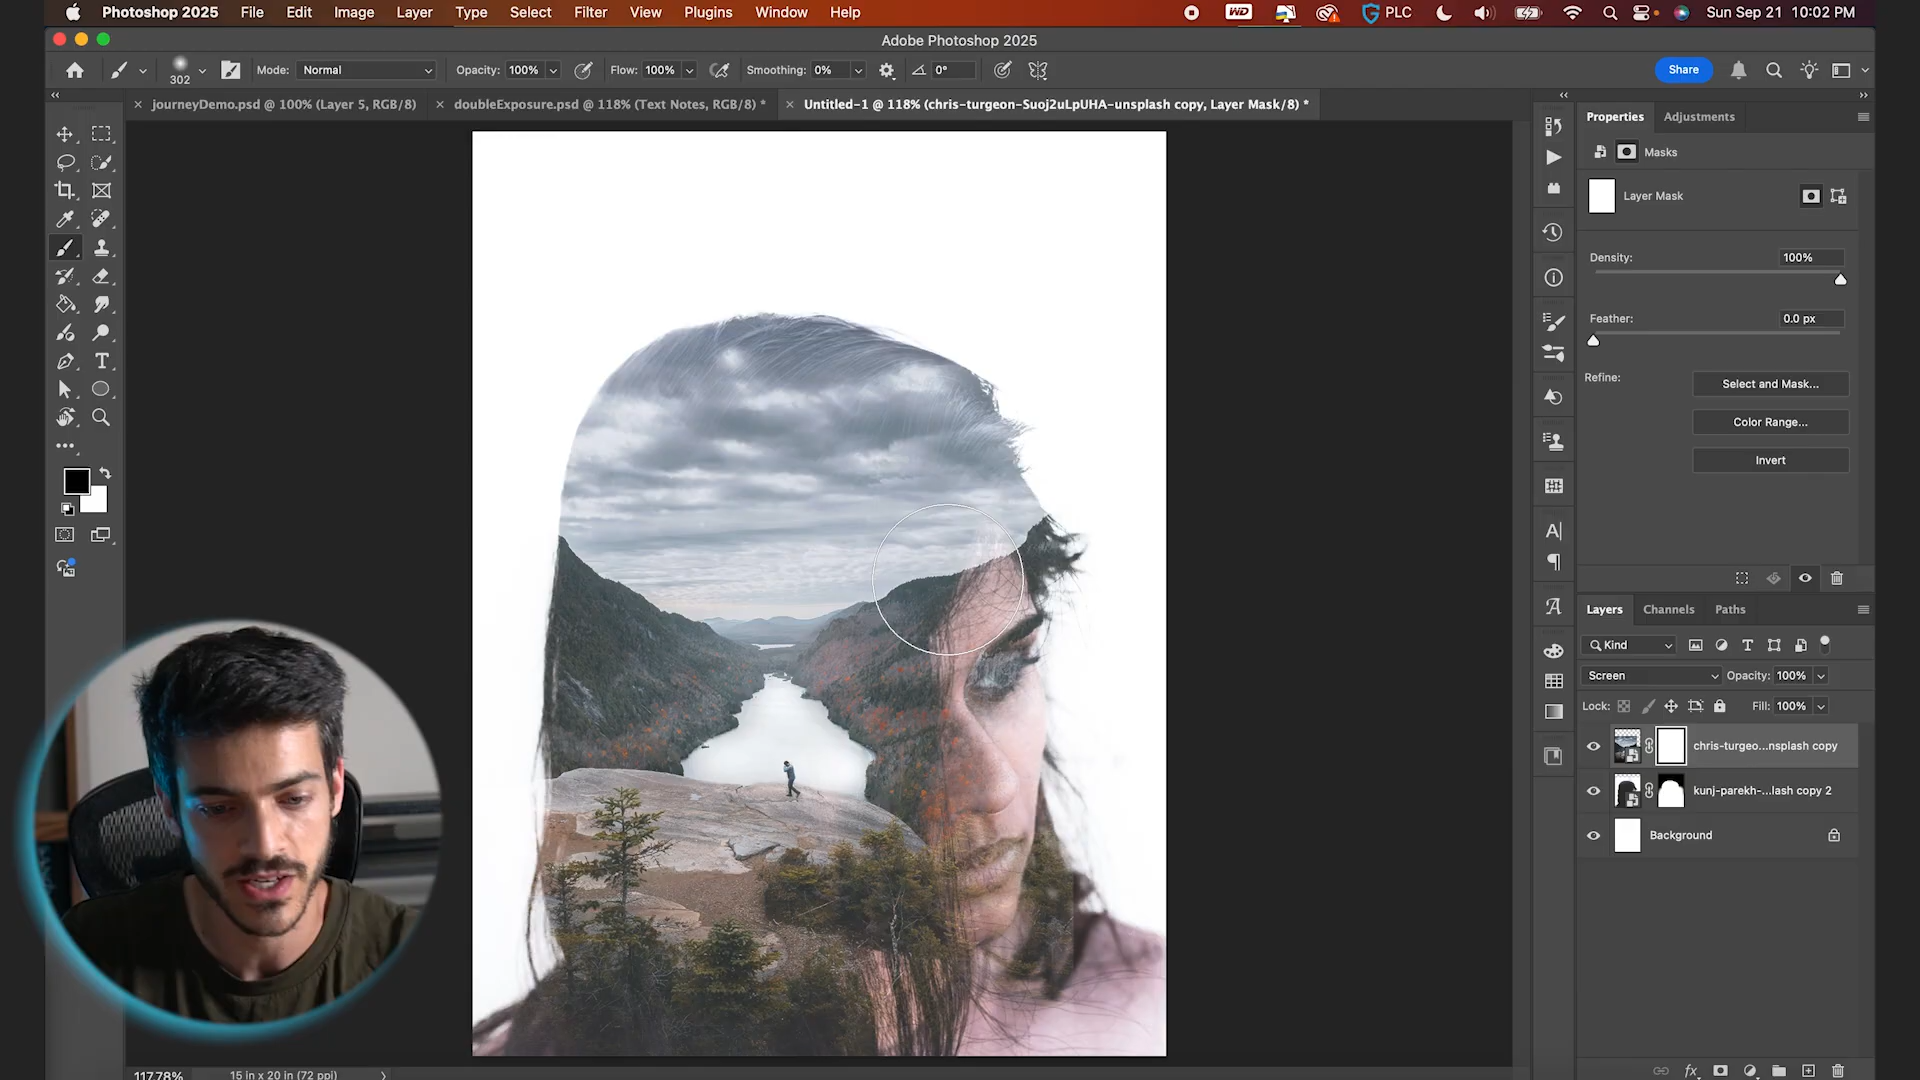 Photoshop 2025 File Edit Image Layer Type Select Filter View Plugins Window Help WD PLC Sun Sep 21 10:02 PM
Adobe Photoshop 2025
302 Mode: Normal Opacity: 100% Flow: 100% Smoothing: 0% 0° Share
journeyDemo.psd @ 100% (Layer 5, RGB/8) doubleExposure.psd @ 118% (Text Notes, RGB/8) * Untitled-1 @ 118% (chris-turgeon-Suoj2uLpUHA-unsplash copy, Layer Mask/8) *
Properties Adjustments
Masks
Layer Mask
Density: 100%
Feather: 0.0 px
Refine: Select and Mask...
Color Range...
Invert
Layers Channels Paths
Kind
Screen Opacity: 100%
Lock: Fill: 100%
chris-turgeo...nsplash copy
kunj-parekh-...lash copy 2
Background
117.78% 15 in x 20 in (72 ppi)